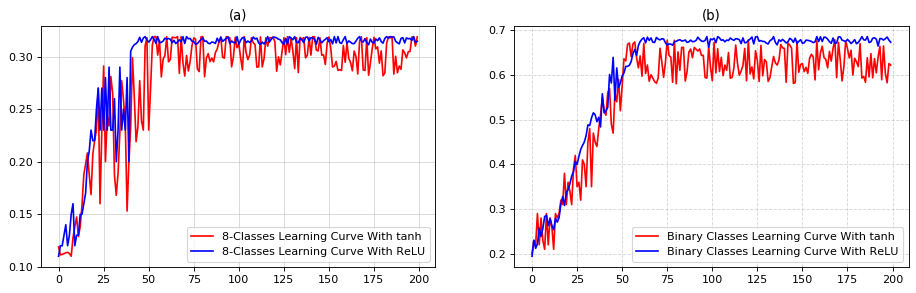 (a)
0.30
0.25
0.20
0.15
0.10
0 25 50 75 100 125 150 175 200
8-Classes Learning Curve With tanh
8-Classes Learning Curve With ReLU
(b)
0.7
0.6
0.5
0.4
0.3
0.2
0 25 50 75 100 125 150 175 200
Binary Classes Learning Curve With tanh
Binary Classes Learning Curve With ReLU